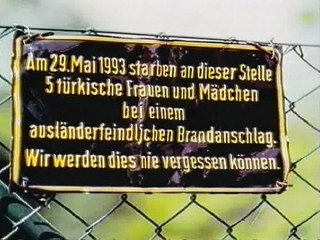 Am 29. Mai 1993 starben an dieser Stelle
5 türkische Frauen und Mädchen
bei einem
ausländerfeindlichen Brandanschlag.
Wir werden dies nie vergessen können.